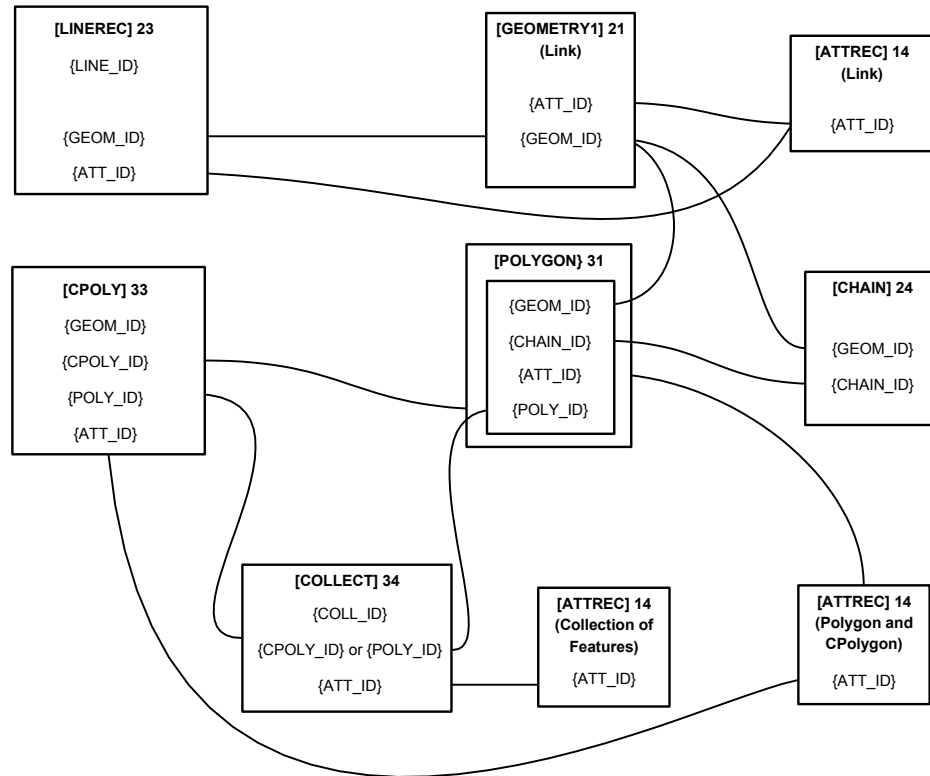 [LINEREC] 23
{LINE_ID}
{GEOM_ID}
{ATT_ID}
[GEOMETRY1] 21
(Link)
{ATT_ID}
{GEOM_ID}
[ATTREC] 14
(Link)
{ATT_ID}
[CPOLY] 33
{GEOM_ID}
{CPOLY_ID}
{POLY_ID}
{ATT_ID}
[POLYGON} 31
{GEOM_ID}
{CHAIN_ID}
{ATT_ID}
{POLY_ID}
[CHAIN] 24
{GEOM_ID}
{CHAIN_ID}
[COLLECT] 34
{COLL_ID}
{CPOLY_ID} or {POLY_ID}
{ATT_ID}
[ATTREC] 14
(Collection of
Features)
{ATT_ID}
[ATTREC] 14
(Polygon and
CPolygon)
{ATT_ID}